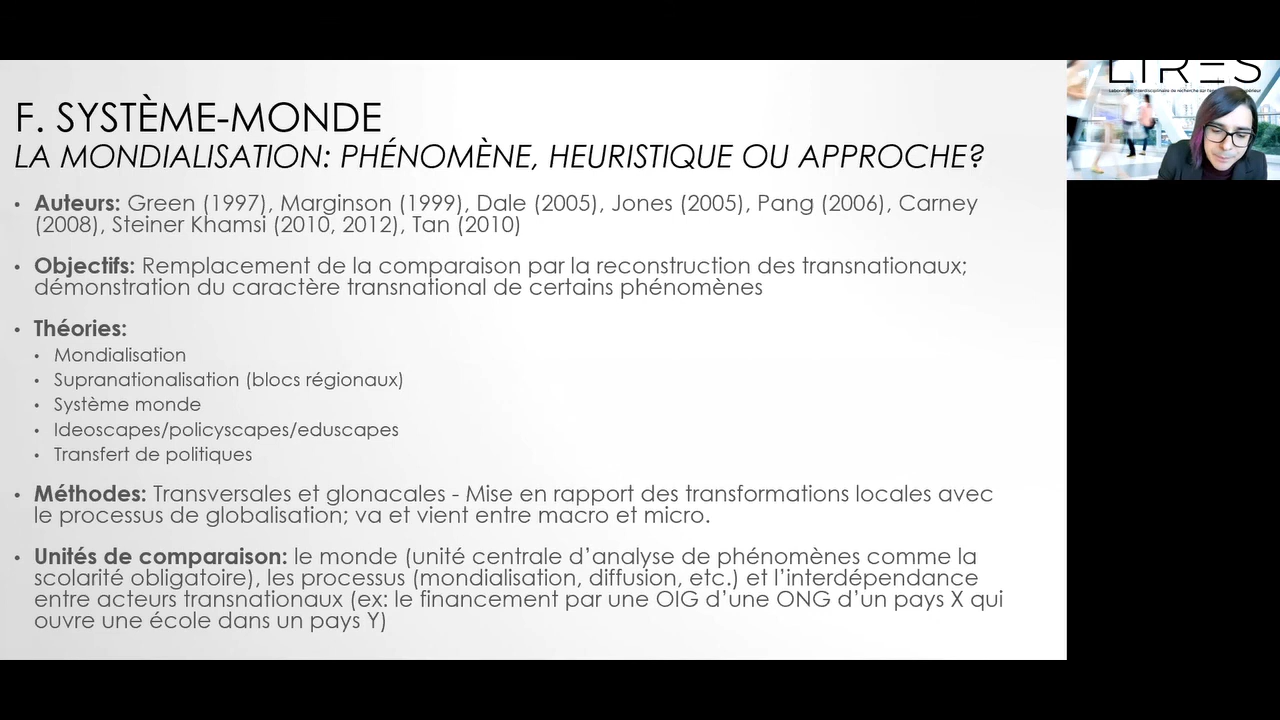 F. SYSTÈME-MONDE
LA MONDIALISATION: PHÉNOMÈNE, HEURISTIQUE OU APPROCHE?
• Auteurs: Green (1997), Marginson (1999), Dale (2005), Jones (2005), Pang (2006), Carney
(2008), Steiner Khamsi (2010, 2012), Tan (2010)
• Objectifs: Remplacement de la comparaison par la reconstruction des transnationaux;
démonstration du caractère transnational de certains phénomènes
• Théories:
• Mondialisation
• Supranationalisation (blocs régionaux)
• Système monde
• Ideoscapes/policyscapes/eduscapes
• Transfert de politiques
• Méthodes: Transversales et glonacales - Mise en rapport des transformations locales avec
le processus de globalisation; va et vient entre macro et micro.
• Unités de comparaison: le monde (unité centrale d'analyse de phénomènes comme la
scolarité obligatoire), les processus (mondialisation, diffusion, etc.) et l'interdépendance
entre acteurs transnationaux (ex: le financement par une OIG d'une ONG d'un pays X qui
ouvre une école dans un pays Y)
LIRES
Laboratoire interdisciplinaire de recherche sur